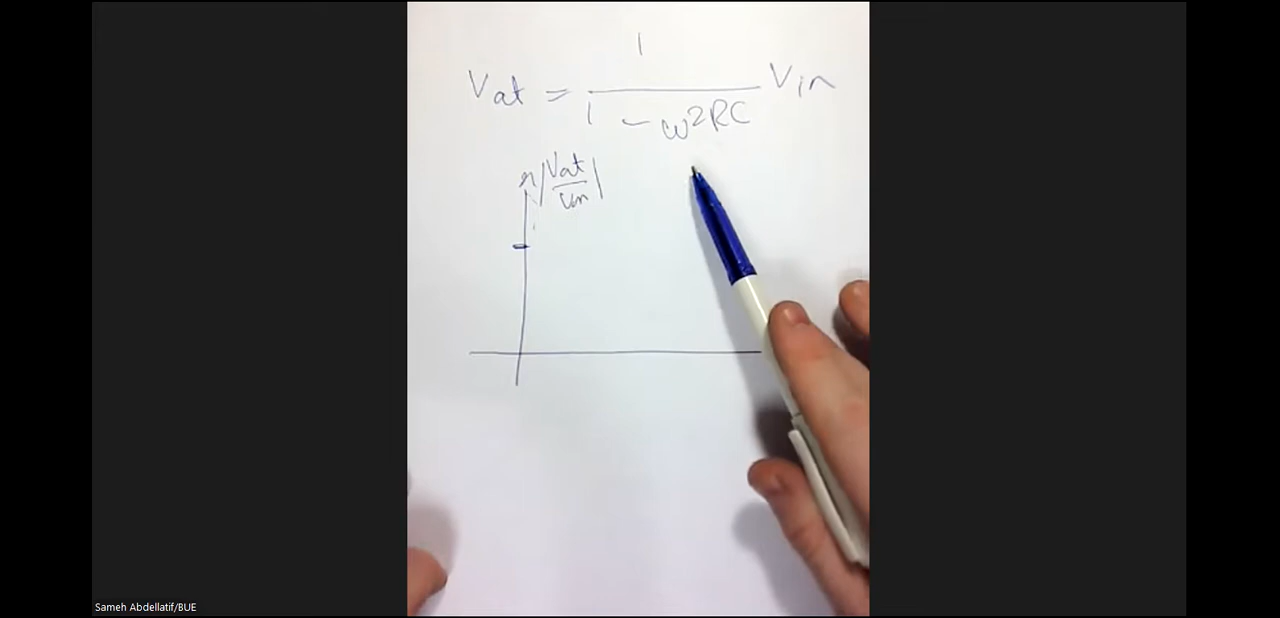 1
Vat = ———— Vin
1 - ω²RC
|Vat/Vin|
Sameh Abdellatif/BUE